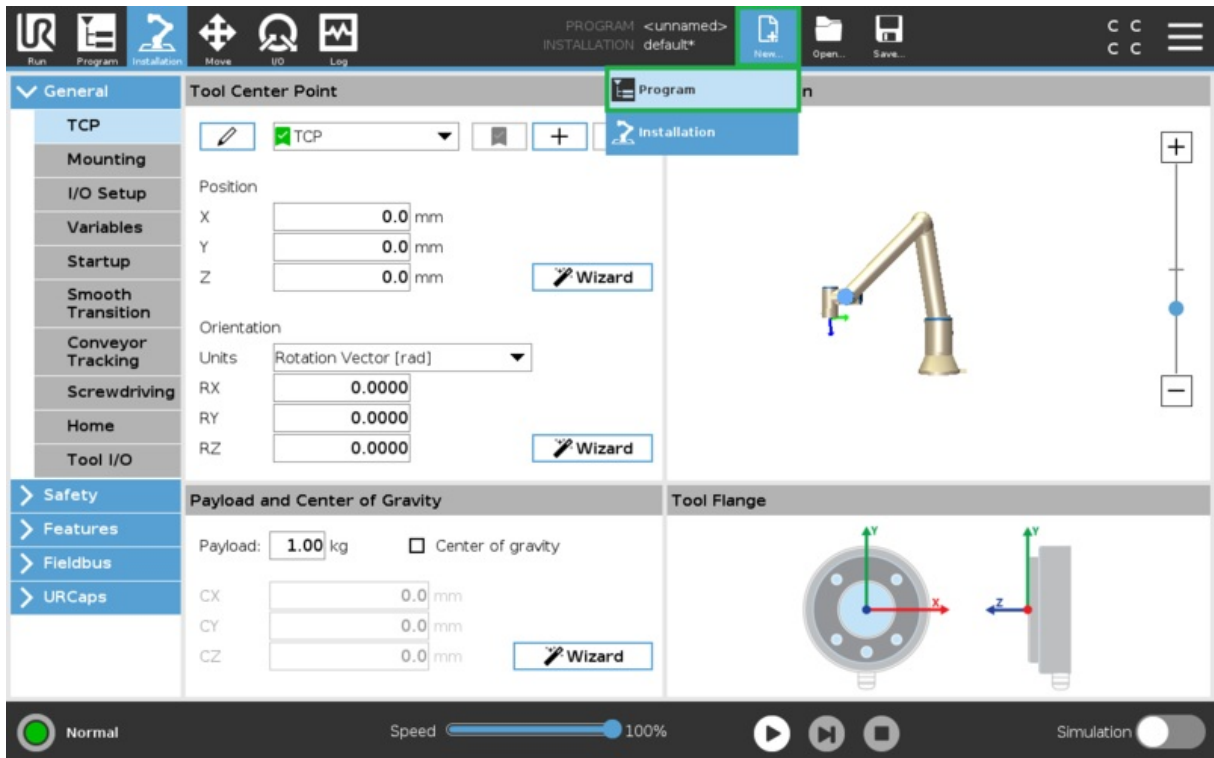 PROGRAM <unnamed>
INSTALLATION default*
C C
C C
Run Program Installation Move I/O Log New... Open... Save...
Program
Installation
General
TCP
Mounting
I/O Setup
Variables
Startup
Smooth
Transition
Conveyor
Tracking
Screwdriving
Home
Tool I/O
Safety
Features
Fieldbus
URCaps
Tool Center Point
TCP
Position
X 0.0 mm
Y 0.0 mm
Z 0.0 mm Wizard
Orientation
Units Rotation Vector [rad]
RX 0.0000
RY 0.0000
RZ 0.0000 Wizard
Payload and Center of Gravity
Payload: 1.00 kg Center of gravity
CX 0.0 mm
CY 0.0 mm
CZ 0.0 mm Wizard
Tool Flange
Y X
Y Z
Normal Speed 100% Simulation